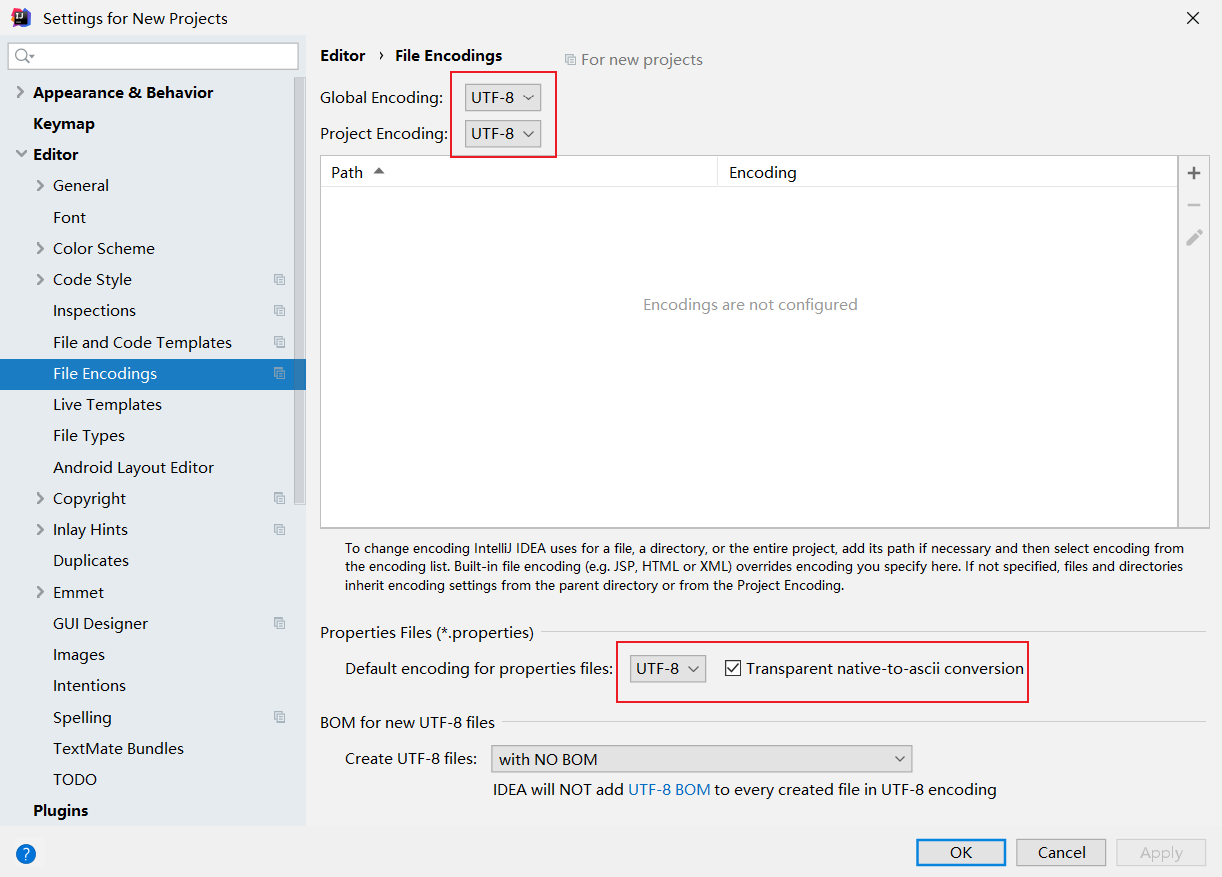 Settings for New Projects
Appearance & Behavior
Keymap
Editor
General
Font
Color Scheme
Code Style
Inspections
File and Code Templates
File Encodings
Live Templates
File Types
Android Layout Editor
Copyright
Inlay Hints
Duplicates
Emmet
GUI Designer
Images
Intentions
Spelling
TextMate Bundles
TODO
Plugins
Editor › File Encodings
For new projects
Global Encoding: UTF-8
Project Encoding: UTF-8
Path Encoding
Encodings are not configured
To change encoding IntelliJ IDEA uses for a file, a directory, or the entire project, add its path if necessary and then select encoding from
the encoding list. Built-in file encoding (e.g. JSP, HTML or XML) overrides encoding you specify here. If not specified, files and directories
inherit encoding settings from the parent directory or from the Project Encoding.
Properties Files (*.properties)
Default encoding for properties files: UTF-8 Transparent native-to-ascii conversion
BOM for new UTF-8 files
Create UTF-8 files: with NO BOM
IDEA will NOT add UTF-8 BOM to every created file in UTF-8 encoding
? OK Cancel Apply